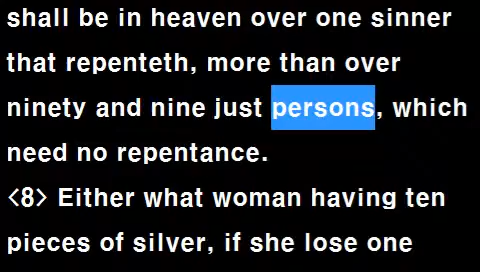 shall be in heaven over one sinner
that repenteth, more than over
ninety and nine just persons, which
need no repentance.
<8> Either what woman having ten
pieces of silver, if she lose one